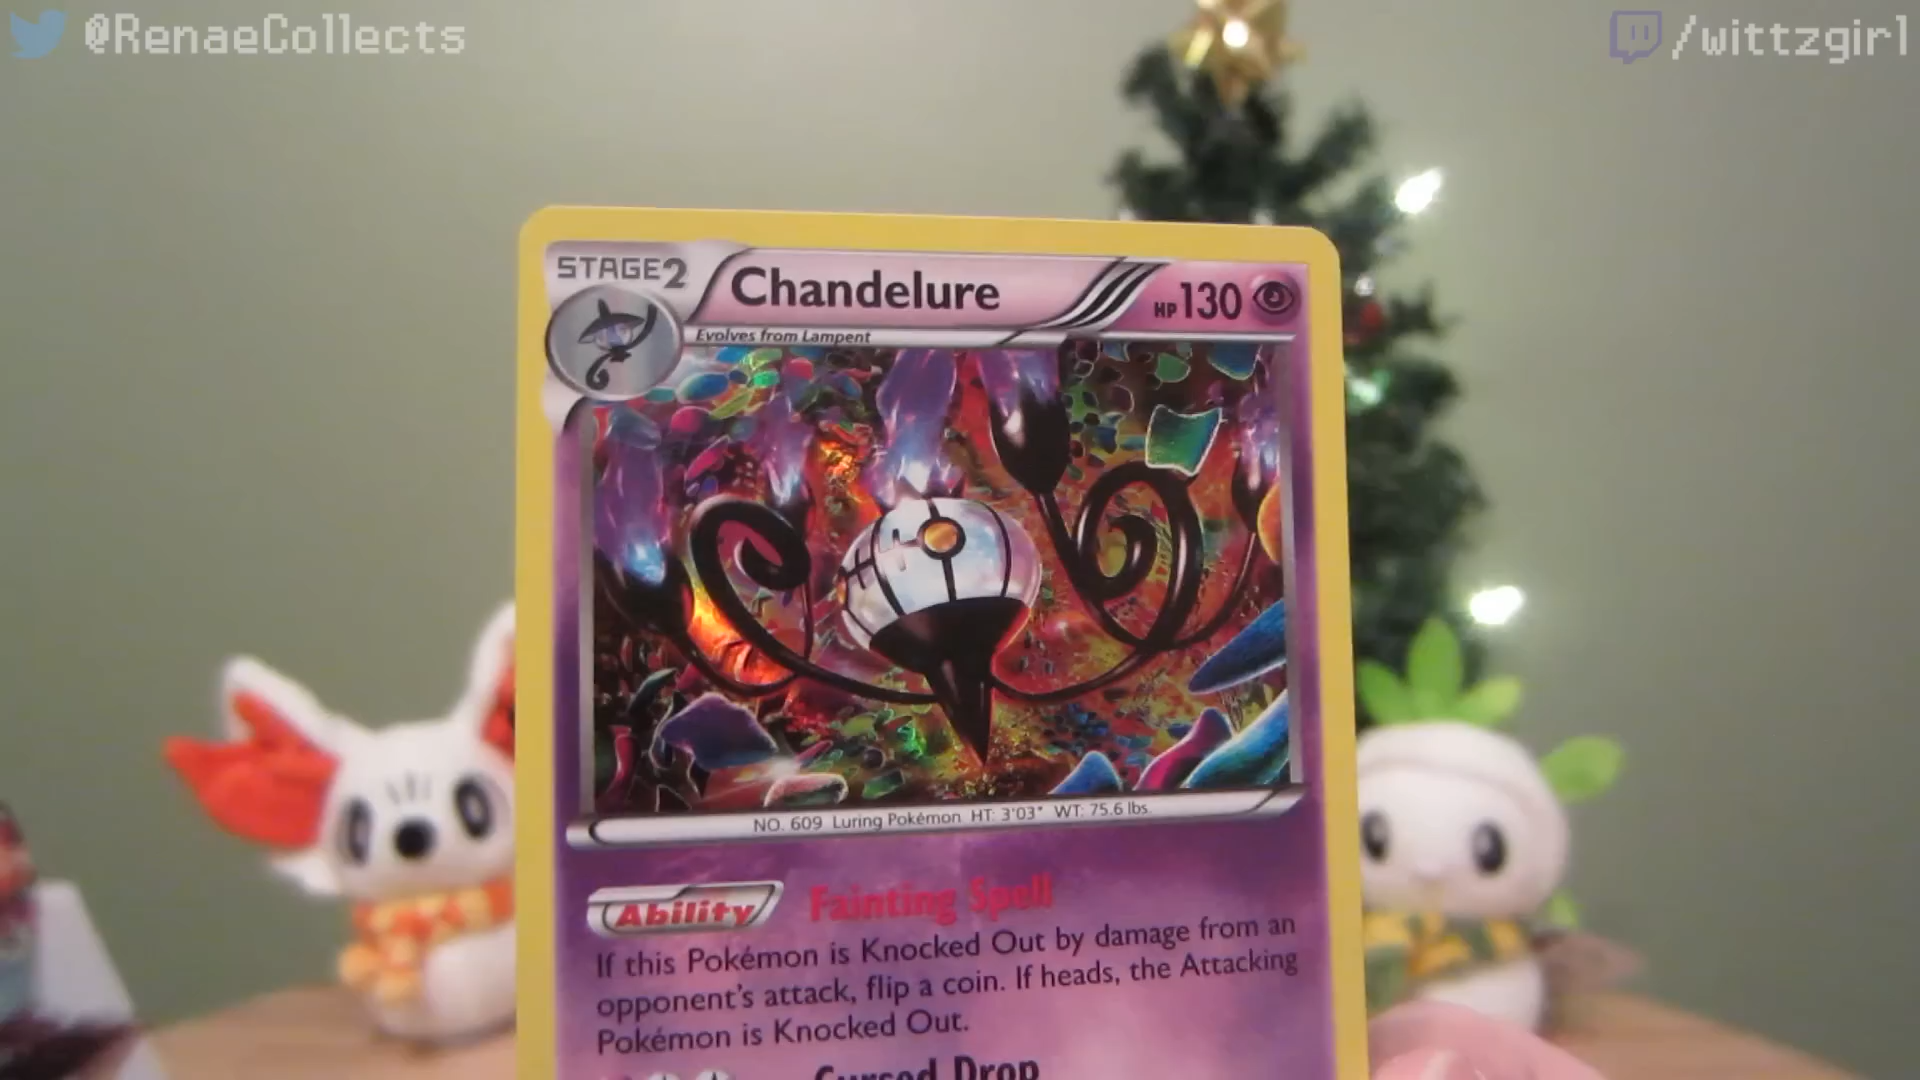 @RenaeCollects
/wittzgirl
STAGE2
Chandelure
HP130
Evolves from Lampent
NO. 609 Luring Pokémon HT: 3'03" WT: 75.6 lbs.
Ability Fainting Spell
If this Pokémon is Knocked Out by damage from an
opponent's attack, flip a coin. If heads, the Attacking
Pokémon is Knocked Out.
Cursed Drop